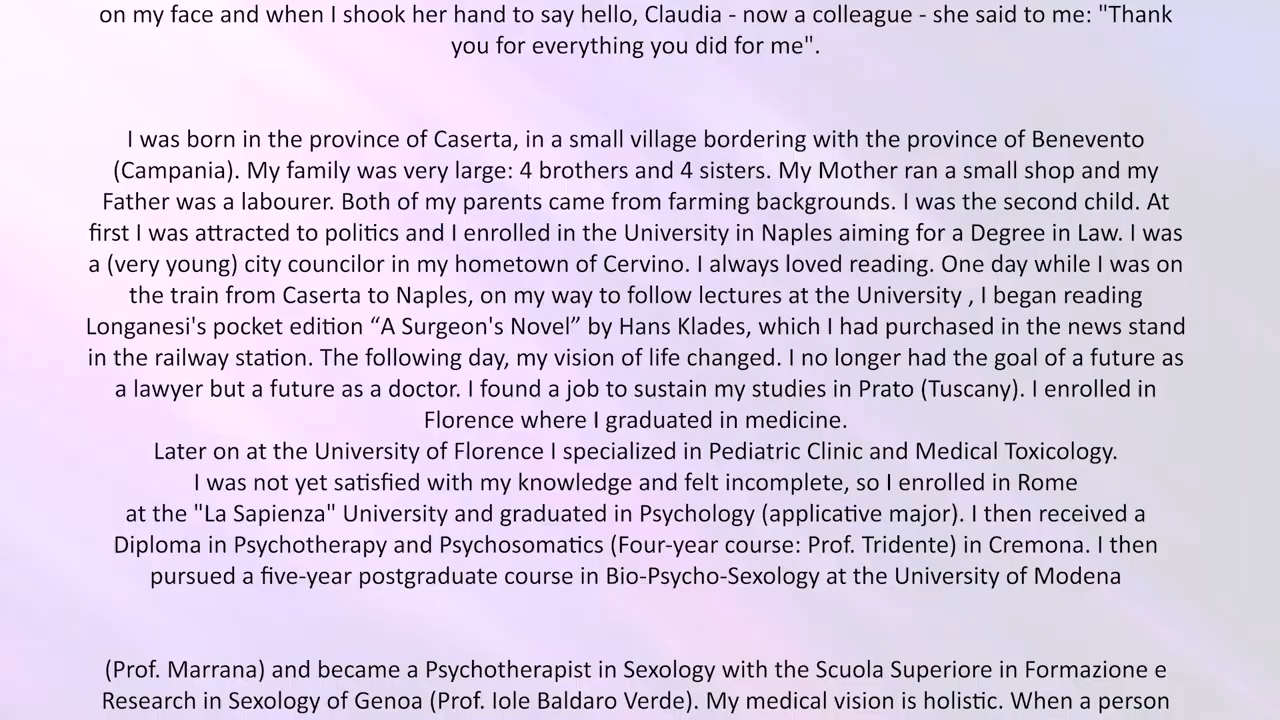 on my face and when I shook her hand to say hello, Claudia - now a colleague - she said to me: "Thank
you for everything you did for me".
I was born in the province of Caserta, in a small village bordering with the province of Benevento
(Campania). My family was very large: 4 brothers and 4 sisters. My Mother ran a small shop and my
Father was a labourer. Both of my parents came from farming backgrounds. I was the second child. At
first I was attracted to politics and I enrolled in the University in Naples aiming for a Degree in Law. I was
a (very young) city councilor in my hometown of Cervino. I always loved reading. One day while I was on
the train from Caserta to Naples, on my way to follow lectures at the University , I began reading
Longanesi's pocket edition “A Surgeon's Novel” by Hans Klades, which I had purchased in the news stand
in the railway station. The following day, my vision of life changed. I no longer had the goal of a future as
a lawyer but a future as a doctor. I found a job to sustain my studies in Prato (Tuscany). I enrolled in
Florence where I graduated in medicine.
Later on at the University of Florence I specialized in Pediatric Clinic and Medical Toxicology.
I was not yet satisfied with my knowledge and felt incomplete, so I enrolled in Rome
at the "La Sapienza" University and graduated in Psychology (applicative major). I then received a
Diploma in Psychotherapy and Psychosomatics (Four-year course: Prof. Tridente) in Cremona. I then
pursued a five-year postgraduate course in Bio-Psycho-Sexology at the University of Modena
(Prof. Marrana) and became a Psychotherapist in Sexology with the Scuola Superiore in Formazione e
Research in Sexology of Genoa (Prof. Iole Baldaro Verde). My medical vision is holistic. When a person